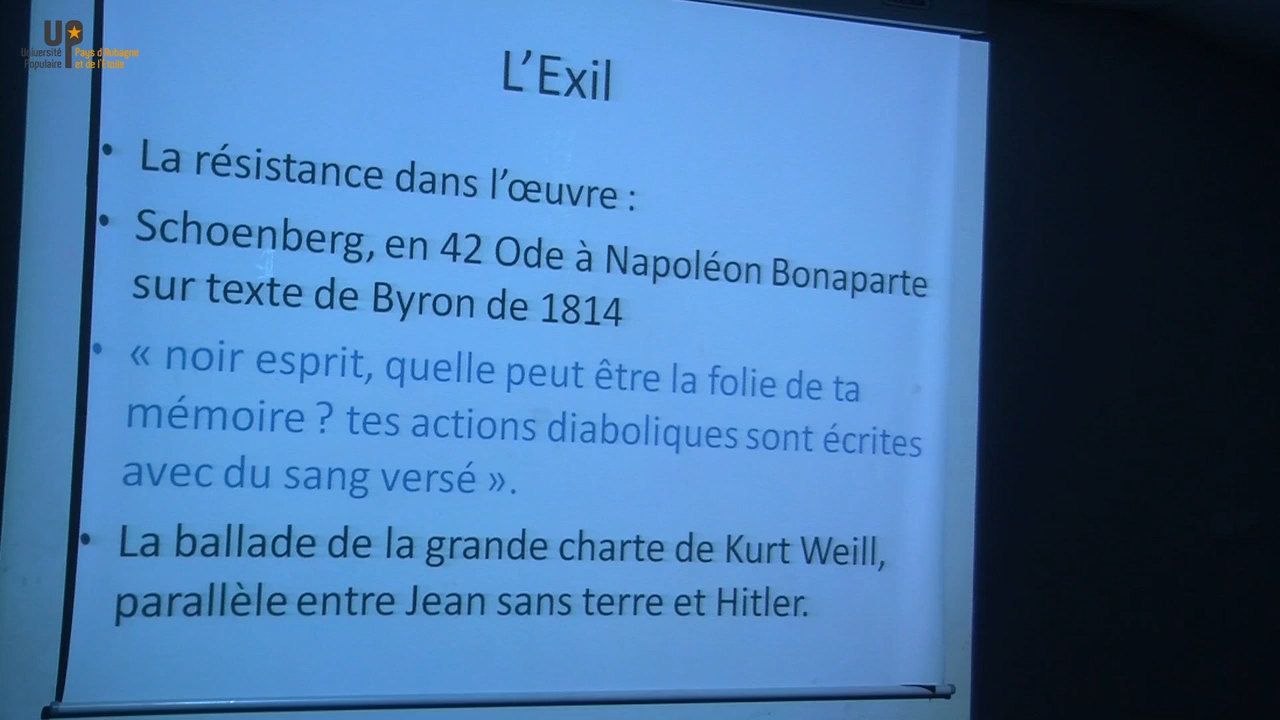 UP
Université
Populaire
Pays d'Aubagne
et de l'Etoile
L'Exil
• La résistance dans l'œuvre :
• Schoenberg, en 42 Ode à Napoléon Bonaparte
sur texte de Byron de 1814
• « noir esprit, quelle peut être la folie de ta
mémoire ? tes actions diaboliques sont écrites
avec du sang versé ».
• La ballade de la grande charte de Kurt Weill,
parallèle entre Jean sans terre et Hitler.